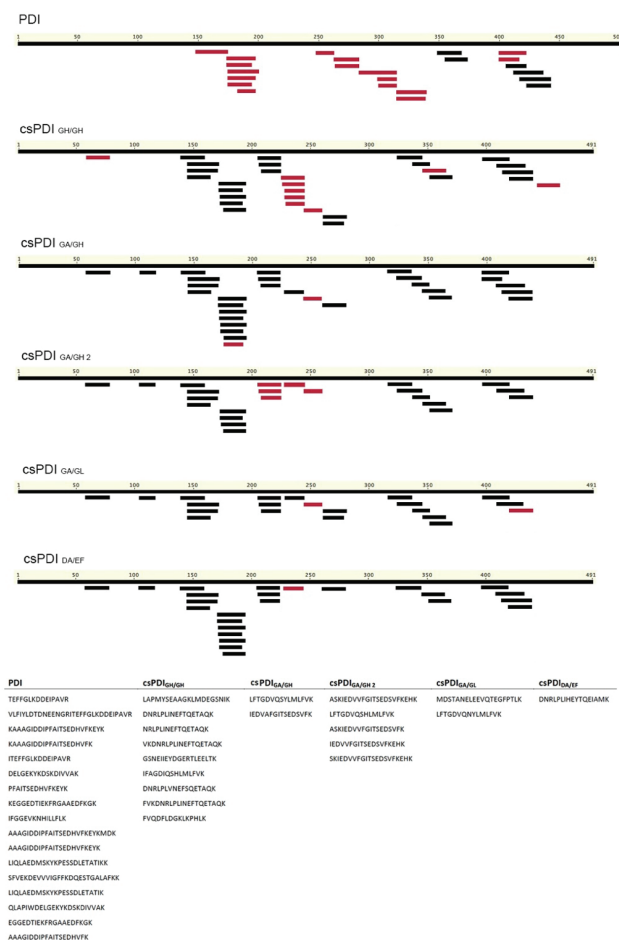 PDI
1 50 100 150 200 250 300 350 400 450 500
csPDI GH/GH
1 50 100 150 200 250 300 350 400 491
csPDI GA/GH
1 50 100 150 200 250 300 350 400 491
csPDI GA/GH 2
1 50 100 150 200 250 300 350 400 491
csPDI GA/GL
1 50 100 150 200 250 300 350 400 491
csPDI DA/EF
1 50 100 150 200 250 300 350 400 491
PDI csPDIGH/GH csPDIGA/GH csPDIGA/GH 2 csPDIGA/GL csPDIDA/EF
TEFFGLKDDEIPAVR LAPMYSEAAGKLMDEGSNIK LFTGDVQSYLMLFVK ASKIEDVVFGITSEDSVFKEHK MDSTANELEEVQTEGFPTLK DNRLPLIHEYTQEIAMK
VLFIYLDTDNEENGRITEFFGLKDDEIPAVR DNRPLINEFTQETAQK IEDVAFGITSEDSVFK LFTGDVQSHLMLFVK LFTGDVQNYLMLFVK
KAAAGIDDIPFAITSEDHVFKEYK NRLPLINEFTQETAQK ASKIEDVVFGITSEDSVFK
KAAAGIDDIPFAITSEDHVFK VKDNRLPLINEFTQETAQK IEDVVFGITSEDSVFKEHK
ITEFFGLKDDEIPAVR GSNEIIEYDGERTLEELTK SKIEDVVFGITSEDSVFKEHK
DELGEKYKDSKDIVVAK IFAGDIQSHLMLFVK
PFAITSEDHVFKEYK DNRLPLVNEFSQETAQK
KEGGEDTIEKFRGAAEDFKGK FVKDNRLPLINEFTQETAQK
IFGGEVKNHILLFLK FVQDFLDGKLKPHLK
AAAGIDDIPFAITSEDHVFKEYKMDK
AAAGIDDIPFAITSEDHVFKEYK
LIQLAEDMSKYKPESSDLETATIKK
SFVEKDEVVVIGFFKDQESTGALAFKK
LIQLAEDMSKYKPESSDLETATIK
QLAPIWDELGEKYKDSKDIVVAK
EGGEDTIEKFRGAAEDFKGK
AAAGIDDIPFAITSEDHVFK